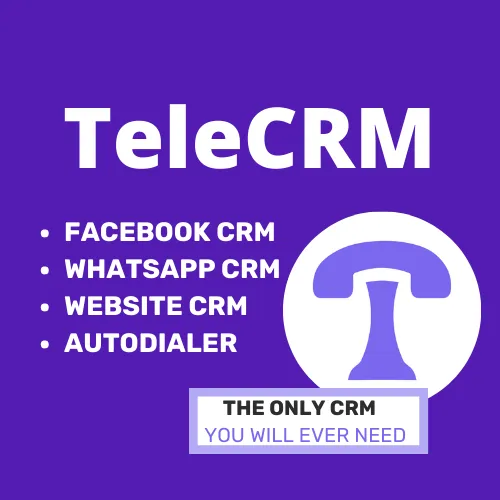 TeleCRM
• FACEBOOK CRM
• WHATSAPP CRM
• WEBSITE CRM
• AUTODIALER
THE ONLY CRM
YOU WILL EVER NEED